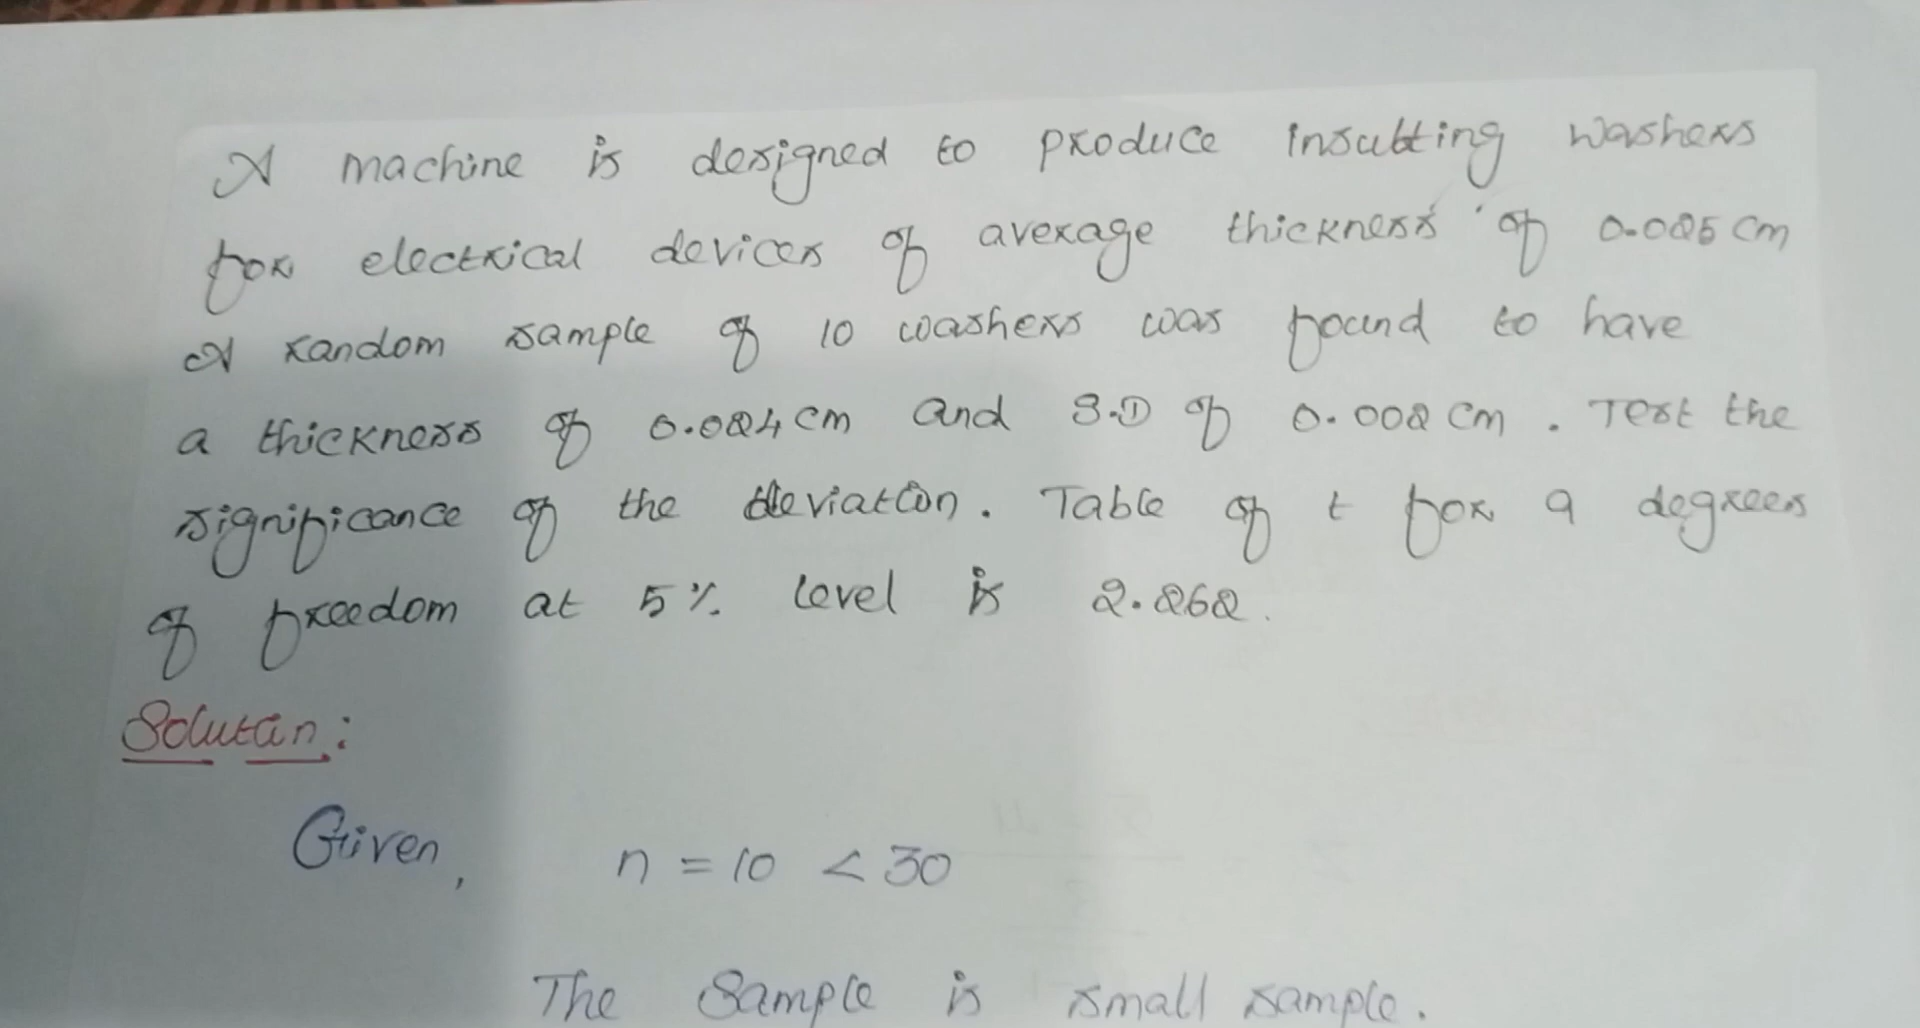 A machine is designed to produce insulting washers
for electrical devices of average thickness of 0.025 cm
A random sample of 10 washers was found to have
a thickness of 0.024 cm and S.D of 0.002 cm. Test the
significance of the deviation. Table of t for 9 degrees
of freedom at 5% level is 2.262.
Solution:
Given, n = 10 < 30
The Sample is small sample.